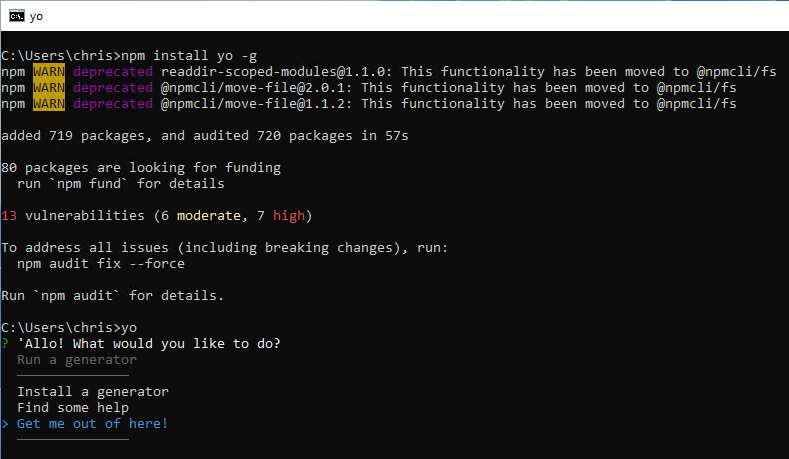 yo
C:\Users\chris>npm install yo -g
npm WARN deprecated readdir-scoped-modules@1.1.0: This functionality has been moved to @npmcli/fs
npm WARN deprecated @npmcli/move-file@2.0.1: This functionality has been moved to @npmcli/fs
npm WARN deprecated @npmcli/move-file@1.1.2: This functionality has been moved to @npmcli/fs
added 719 packages, and audited 720 packages in 57s
80 packages are looking for funding
  run `npm fund` for details
13 vulnerabilities (6 moderate, 7 high)
To address all issues (including breaking changes), run:
  npm audit fix --force
Run `npm audit` for details.
C:\Users\chris>yo
? 'Allo! What would you like to do?
  Run a generator
  Install a generator
  Find some help
> Get me out of here!